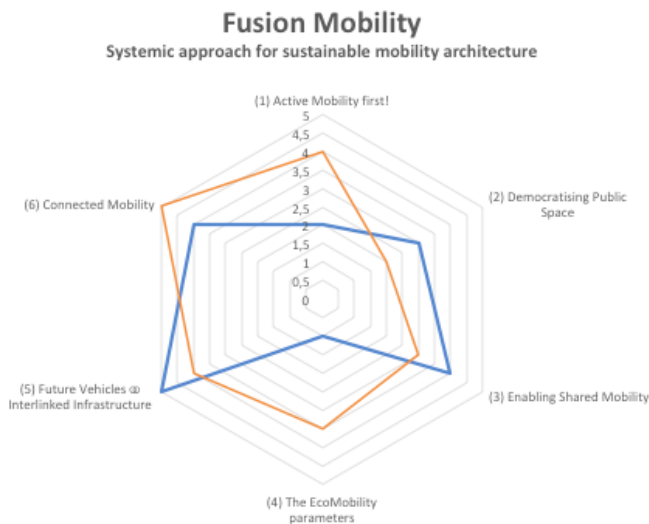 Fusion Mobility
Systemic approach for sustainable mobility architecture
(1) Active Mobility first!
5
4,5
4
3,5
3
2,5
2
1,5
1
0,5
0
(2) Democratising Public
Space
(3) Enabling Shared Mobility
(4) The EcoMobility
parameters
(5) Future Vehicles
Interlinked Infrastructure
(6) Connected Mobility